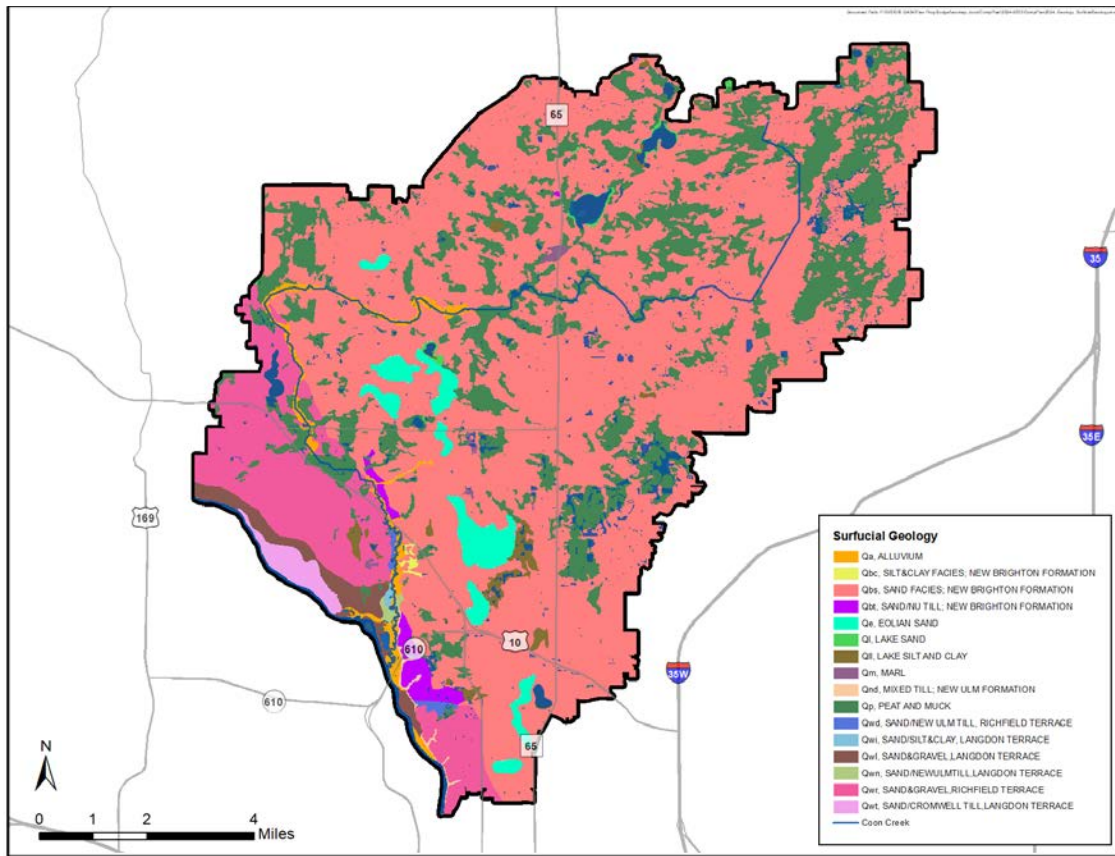 65
35
35E
169
10
610
610
35W
65
N
0 1 2 4
Miles
Surfucial Geology
Qa, ALLUVIUM
Qbc, SILT&CLAY FACIES; NEW BRIGHTON FORMATION
Qbs, SAND FACIES; NEW BRIGHTON FORMATION
Qbt, SAND/NU TILL; NEW BRIGHTON FORMATION
Qe, EOLIAN SAND
Ql, LAKE SAND
Qll, LAKE SILT AND CLAY
Qm, MARL
Qnd, MIXED TILL; NEW ULM FORMATION
Qp, PEAT AND MUCK
Qwd, SAND/NEW ULM TILL, RICHFIELD TERRACE
Qwi, SAND/SILT&CLAY, LANGDON TERRACE
Qwl, SAND&GRAVEL,LANGDON TERRACE
Qwn, SAND/NEWULMTILL,LANGDON TERRACE
Qwr, SAND&GRAVEL,RICHFIELD TERRACE
Qwt, SAND/CROMWELL TILL,LANGDON TERRACE
Coon Creek